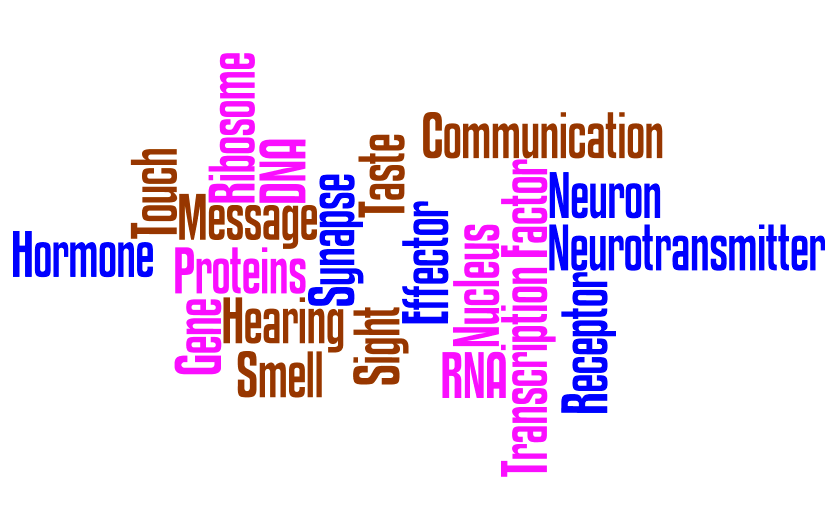 Ribosome
DNA
Touch
Message
Hormone
Proteins
Synapse
Taste
Communication
Neuron
Neurotransmitter
Effector
Nucleus
Transcription Factor
Receptor
Gene
Hearing
Smell
Sight
RNA